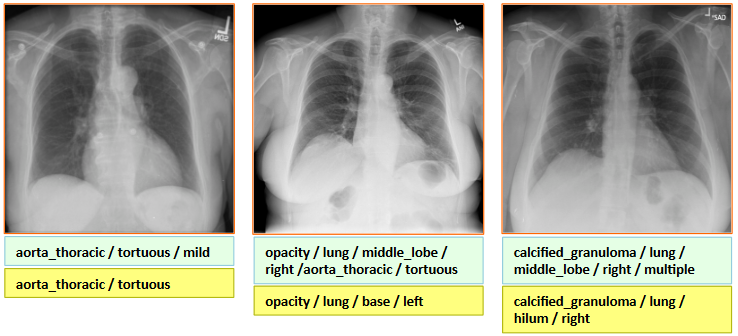 aorta_thoracic / tortuous / mild
aorta_thoracic / tortuous
opacity / lung / middle_lobe /
right /aorta_thoracic / tortuous
opacity / lung / base / left
calcified_granuloma / lung /
middle_lobe / right / multiple
calcified_granuloma / lung /
hilum / right